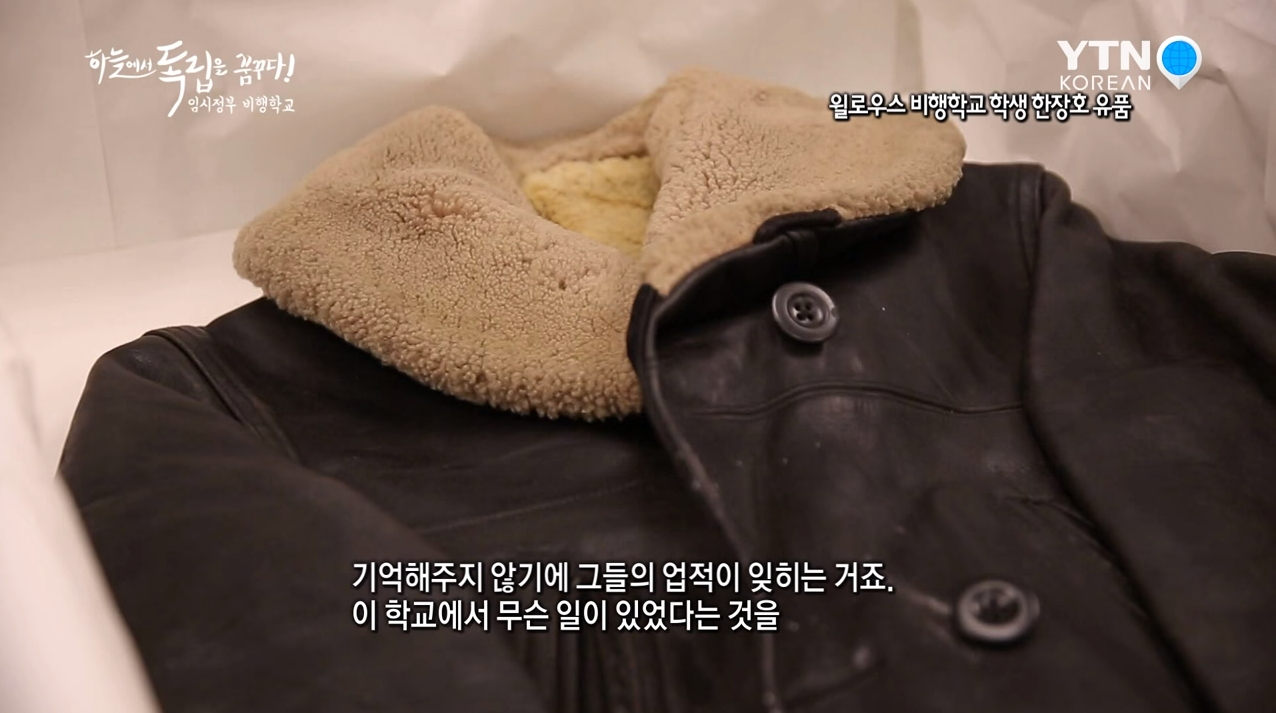 하늘에서 독립을 꿈꾸다!
임시정부 비행학교
YTN
KOREAN
윌로우스 비행학교 학생 한장호 유품
기억해주지 않기에 그들의 업적이 잊히는 거죠.
이 학교에서 무슨 일이 있었다는 것을